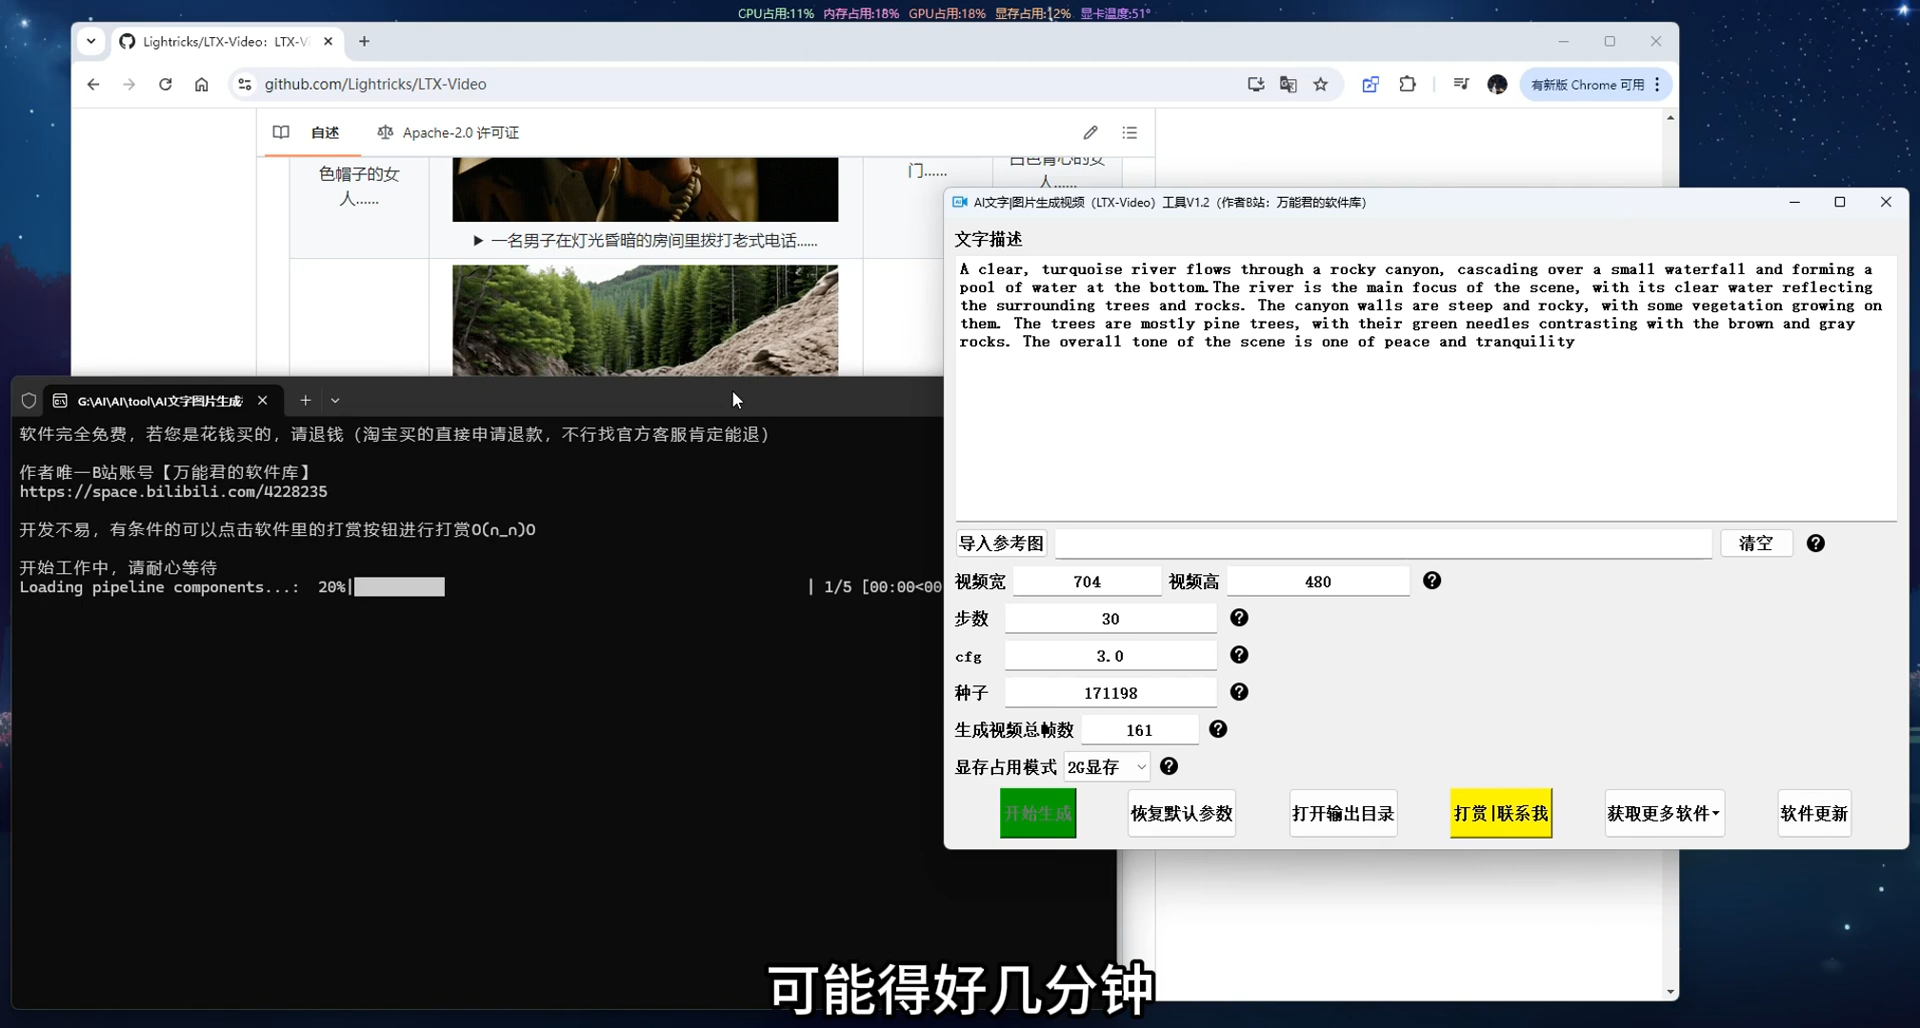 CPU占用:11% 内存占用:18% GPU占用:18% 显存占用:12% 显卡温度:51°
Lightricks/LTX-Video: LTX-Vi
github.com/Lightricks/LTX-Video
有新版 Chrome 可用
自述
Apache-2.0 许可证
色帽子的女
人......
门......
白色背心的女
人......
▶ 一名男子在灯光昏暗的房间里拨打老式电话......
G:\AI\AI\tool\AI文字图片生成
软件完全免费，若您是花钱买的，请退钱（淘宝买的直接申请退款，不行找官方客服肯定能退）
作者唯一B站账号【万能君的软件库】
https://space.bilibili.com/4228235
开发不易，有条件的可以点击软件里的打赏按钮进行打赏O(n_n)O
开始工作中，请耐心等待
Loading pipeline components...: 20%| | 1/5 [00:00<00
AI文字|图片生成视频（LTX-Video）工具V1.2（作者B站：万能君的软件库）
文字描述
A clear, turquoise river flows through a rocky canyon, cascading over a small waterfall and forming a
pool of water at the bottom.The river is the main focus of the scene, with its clear water reflecting
the surrounding trees and rocks. The canyon walls are steep and rocky, with some vegetation growing on
them. The trees are mostly pine trees, with their green needles contrasting with the brown and gray
rocks. The overall tone of the scene is one of peace and tranquility
导入参考图 清空 ?
视频宽 704 视频高 480 ?
步数 30 ?
cfg 3.0 ?
种子 171198 ?
生成视频总帧数 161 ?
显存占用模式 2G显存 ?
开始生成 恢复默认参数 打开输出目录 打赏|联系我 获取更多软件 软件更新
可能得好几分钟